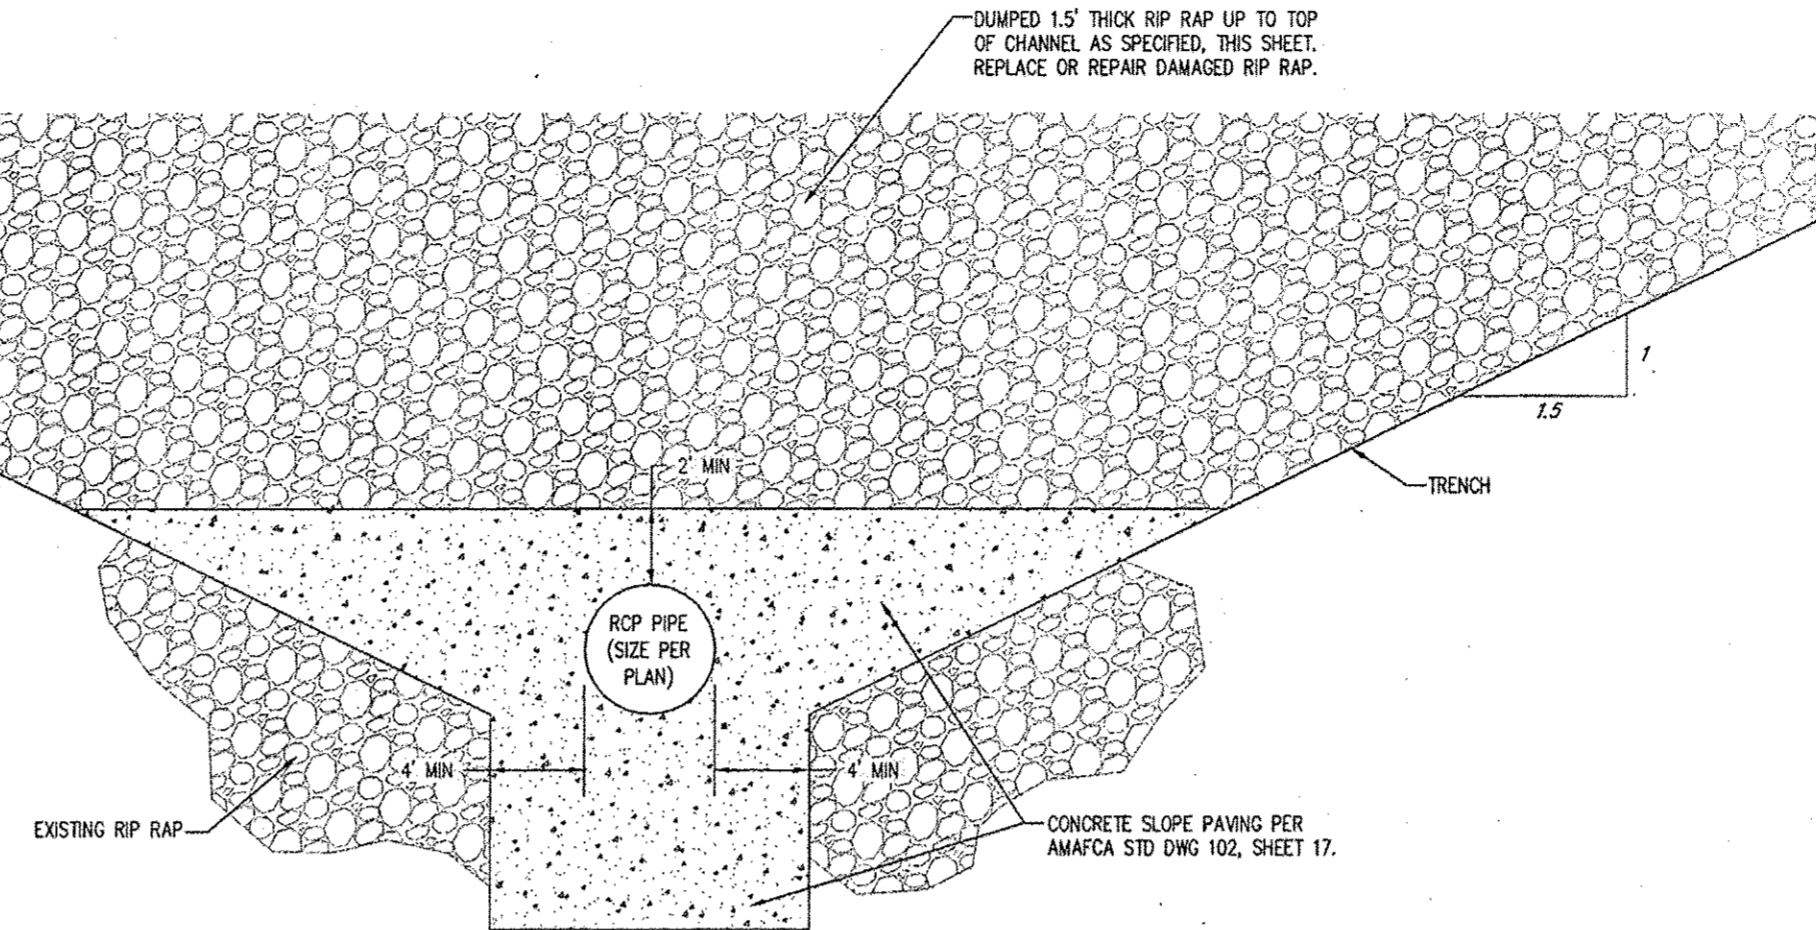 DUMPED 1.5' THICK RIP RAP UP TO TOP
OF CHANNEL AS SPECIFIED, THIS SHEET.
REPLACE OR REPAIR DAMAGED RIP RAP.
1
1.5
2' MIN
TRENCH
RCP PIPE
(SIZE PER
PLAN)
4' MIN
4' MIN
EXISTING RIP RAP
CONCRETE SLOPE PAVING PER
AMAFCA STD DWG 102, SHEET 17.